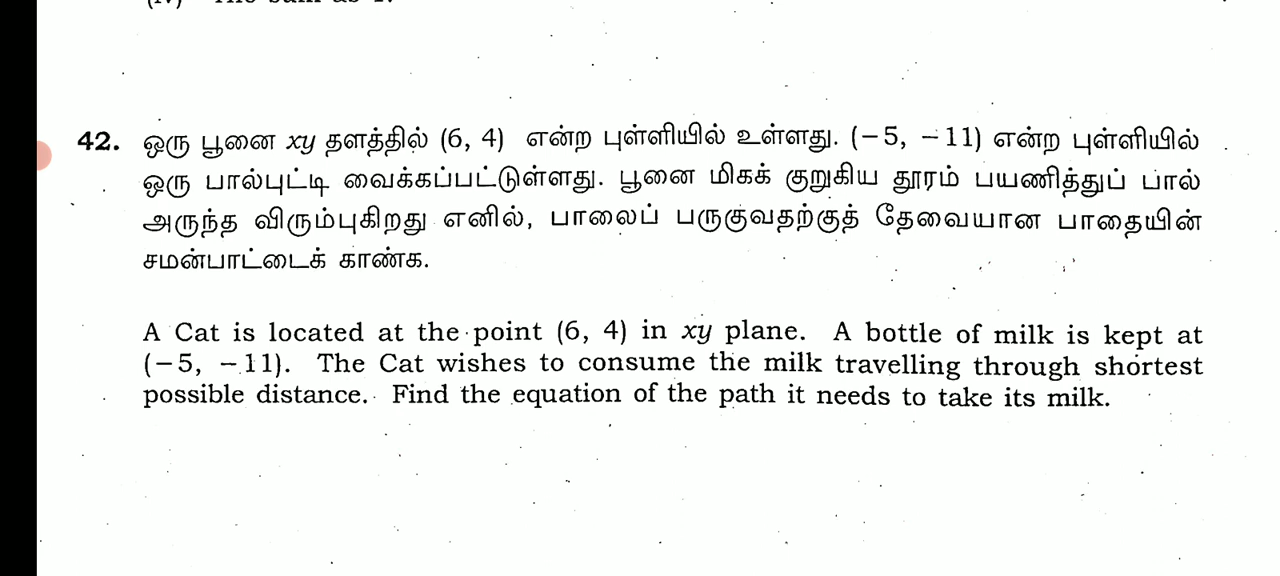 42. ஒரு பூனை xy தளத்தில் (6, 4) என்ற புள்ளியில் உள்ளது. (−5, −11) என்ற புள்ளியில்
ஒரு பால்புட்டி வைக்கப்பட்டுள்ளது. பூனை மிகக் குறுகிய தூரம் பயணித்துப் பால்
அருந்த விரும்புகிறது எனில், பாலைப் பருகுவதற்குத் தேவையான பாதையின்
சமன்பாட்டைக் காண்க.
A Cat is located at the point (6, 4) in xy plane. A bottle of milk is kept at
(−5, −11). The Cat wishes to consume the milk travelling through shortest
possible distance. Find the equation of the path it needs to take its milk.